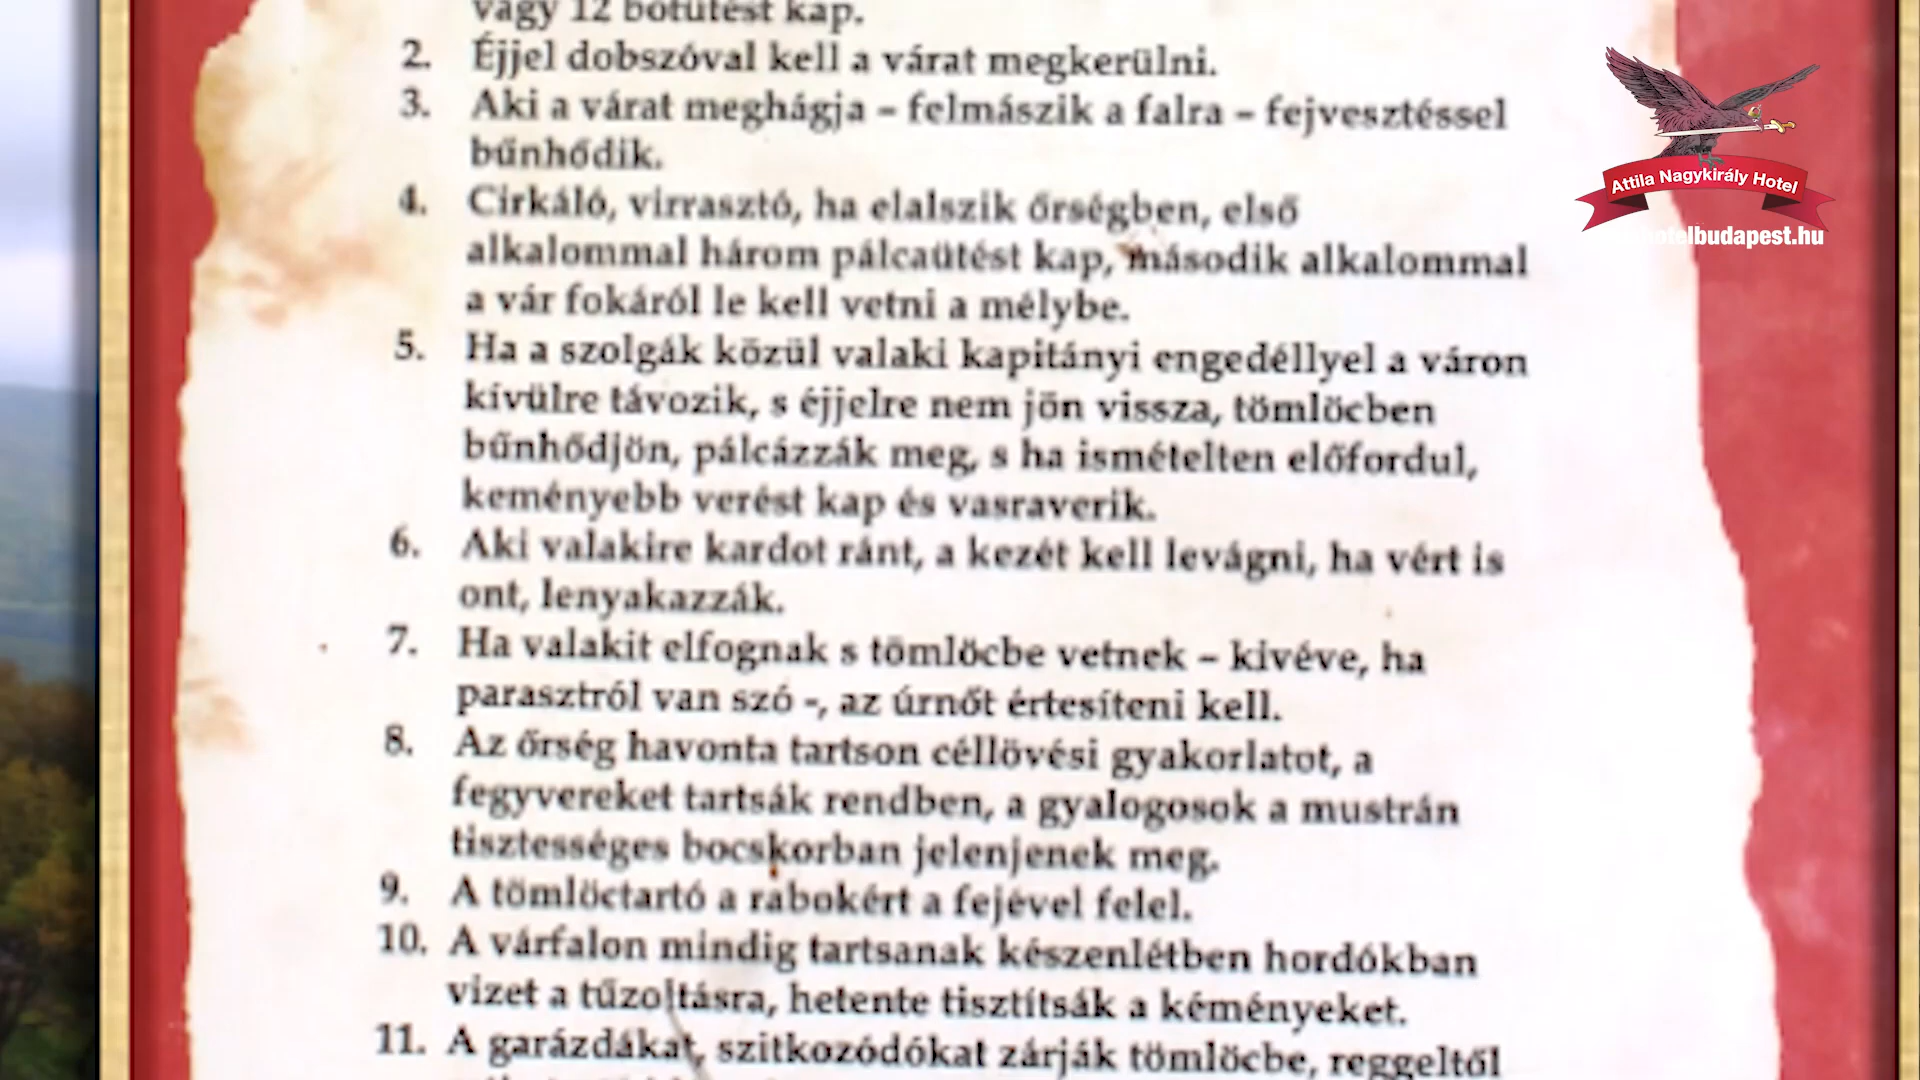 vagy 12 botütést kap.
2. Éjjel dobszóval kell a várat megkerülni.
3. Aki a várat meghágja – felmászik a falra – fejvesztéssel
bűnhődik.
4. Cirkáló, virrasztó, ha elalszik őrségben, első
alkalommal három pálcaütést kap, második alkalommal
a vár fokáról le kell vetni a mélybe.
5. Ha a szolgák közül valaki kapitányi engedéllyel a váron
kívülre távozik, s éjjelre nem jön vissza, tömlöcben
bűnhődjön, pálcázzák meg, s ha ismételten előfordul,
keményebb verést kap és vasraverik.
6. Aki valakire kardot ránt, a kezét kell levágni, ha vért is
ont, lenyakazzák.
7. Ha valakit elfognak s tömlöcbe vetnek – kivéve, ha
parasztról van szó -, az úrnőt értesíteni kell.
8. Az őrség havonta tartson céllövési gyakorlatot, a
fegyvereket tartsák rendben, a gyalogosok a mustrán
tisztességes bocskorban jelenjenek meg.
9. A tömlöctartó a rabokért a fejével felel.
10. A várfalon mindig tartsanak készenlétben hordókban
vizet a tűzoltásra, hetente tisztítsák a kéményeket.
11. A garázdákat, szitkozódókat zárják tömlöcbe, reggeltől
Attila Nagykirály Hotel
hotelbudapest.hu